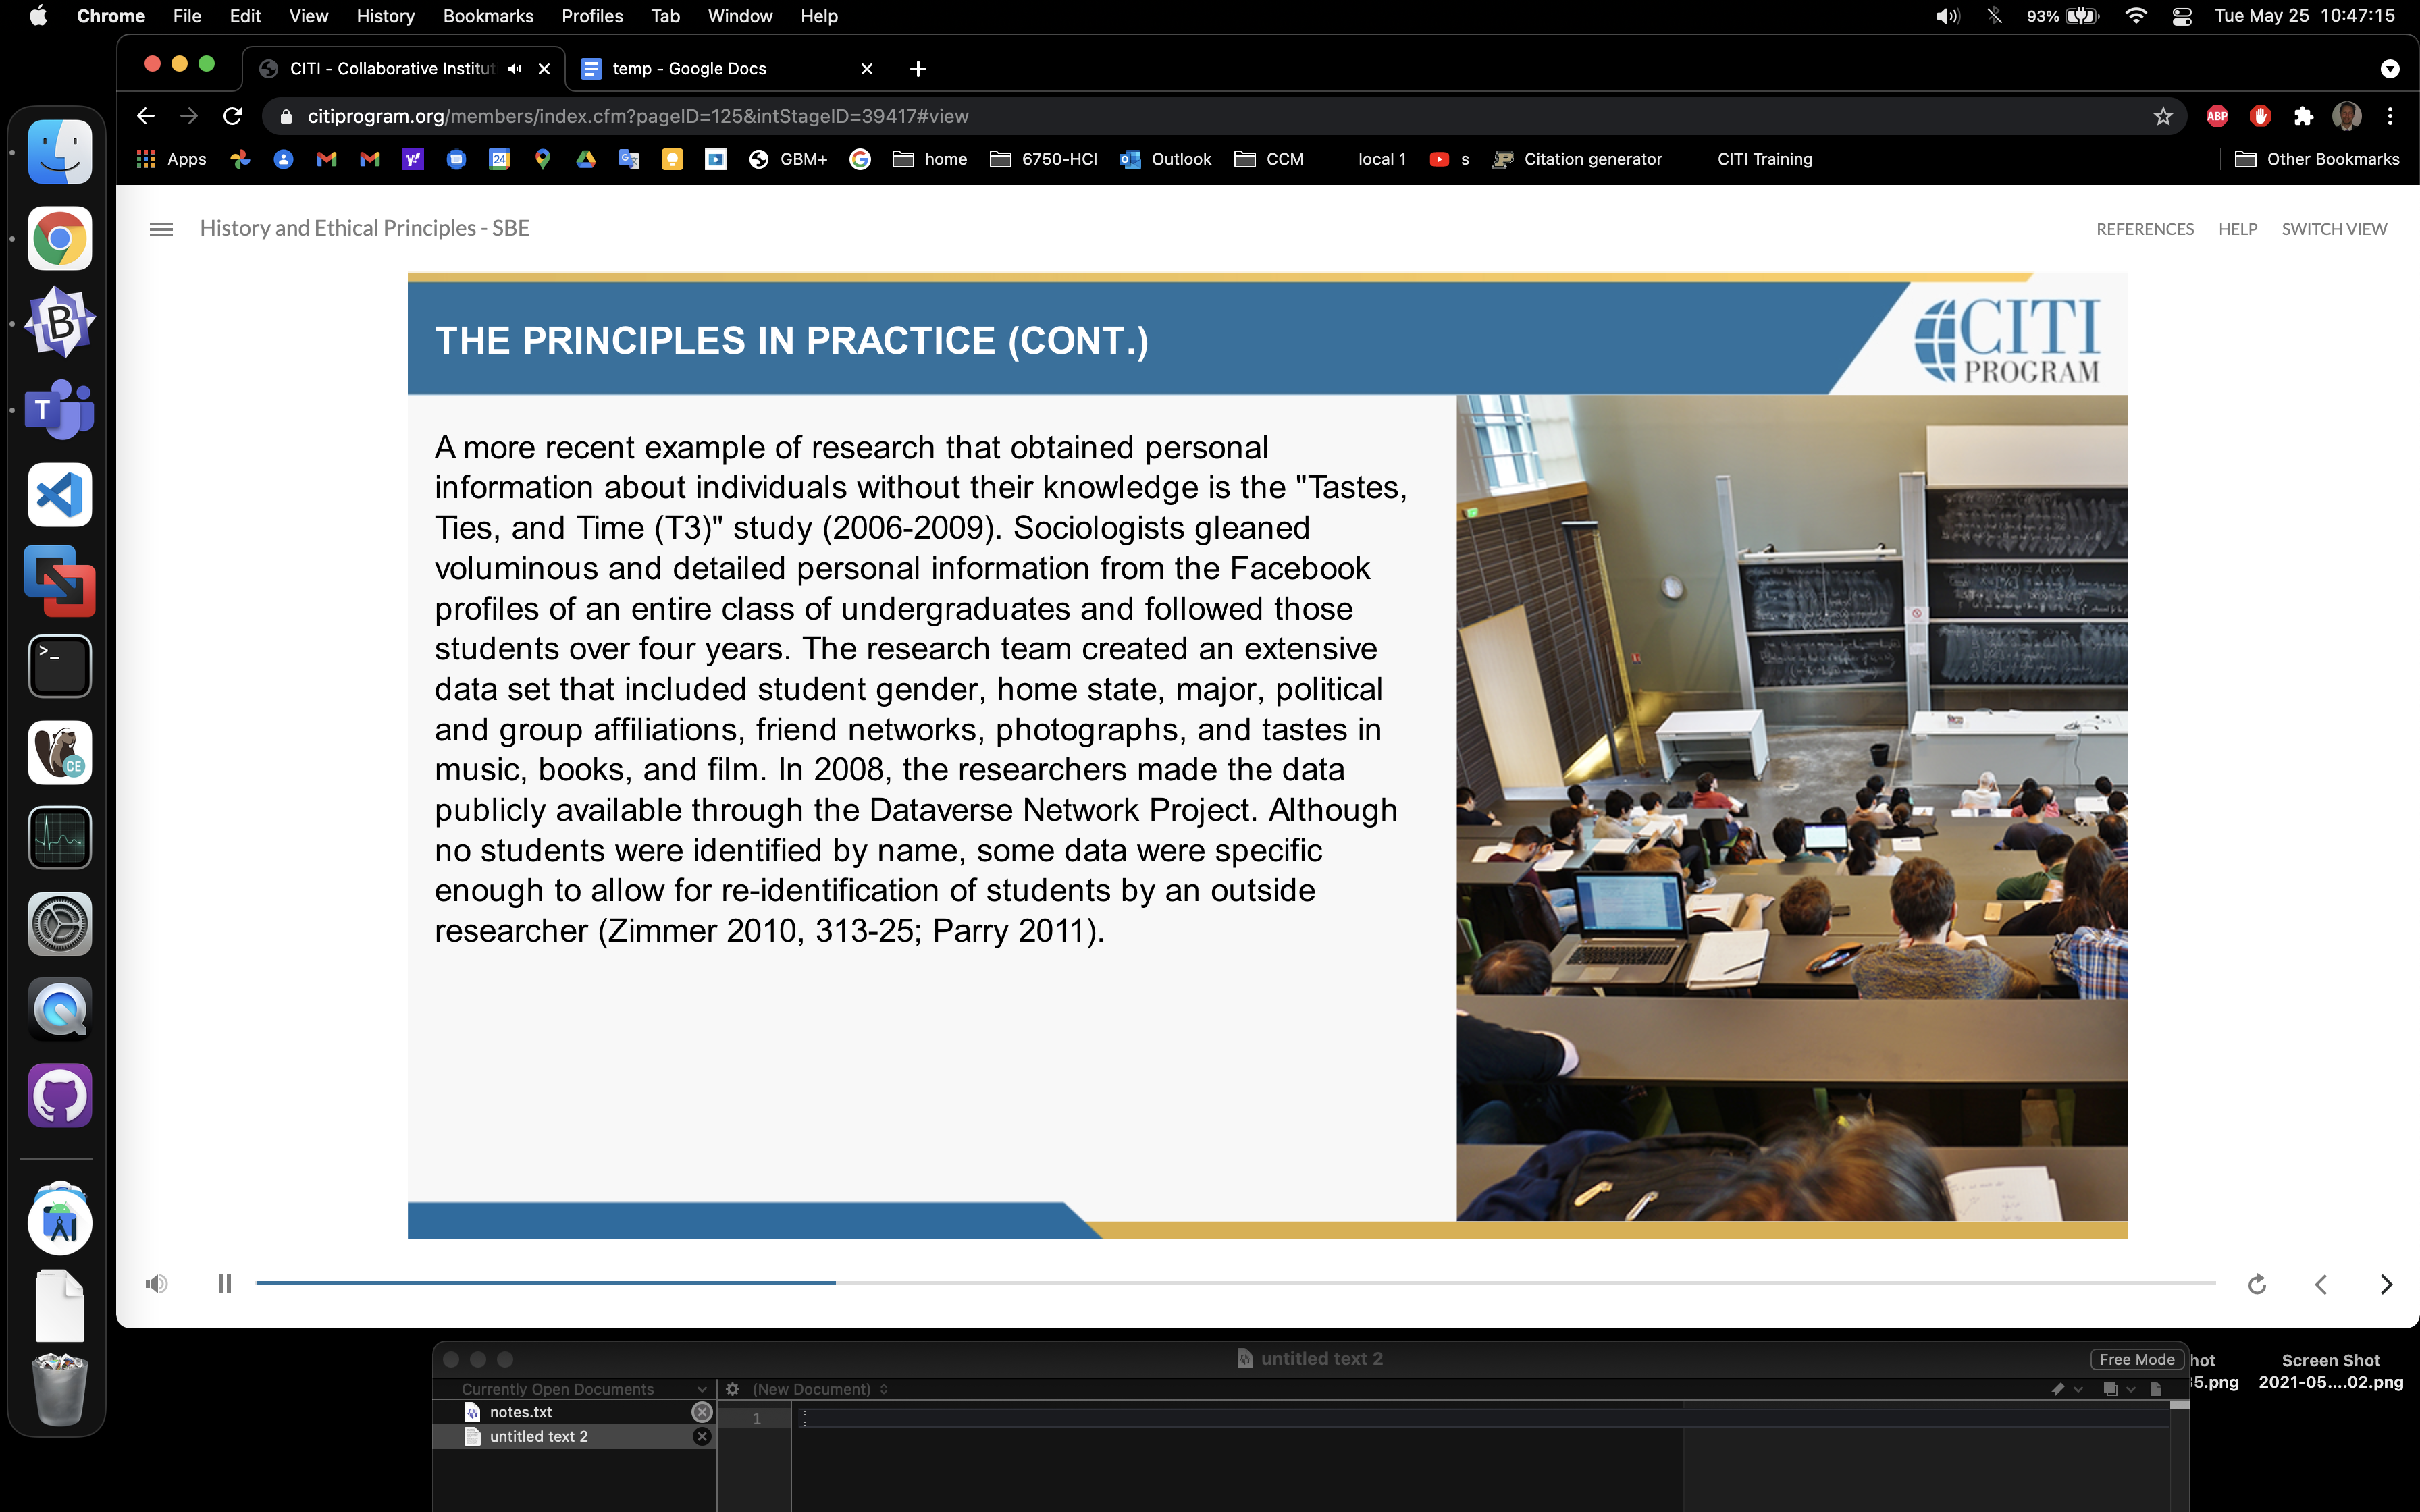 Chrome File Edit View History Bookmarks Profiles Tab Window Help 93% Tue May 25 10:47:15
CITI - Collaborative Institut temp - Google Docs
citiprogram.org/members/index.cfm?pageID=125&intStageID=39417#view ABP
Apps 24 GBM+ home 6750-HCI Outlook CCM local 1 s Citation generator CITI Training Other Bookmarks
History and Ethical Principles - SBE REFERENCES HELP SWITCH VIEW
THE PRINCIPLES IN PRACTICE (CONT.)
CITI
PROGRAM
A more recent example of research that obtained personal
information about individuals without their knowledge is the "Tastes,
Ties, and Time (T3)" study (2006-2009). Sociologists gleaned
voluminous and detailed personal information from the Facebook
profiles of an entire class of undergraduates and followed those
students over four years. The research team created an extensive
data set that included student gender, home state, major, political
and group affiliations, friend networks, photographs, and tastes in
music, books, and film. In 2008, the researchers made the data
publicly available through the Dataverse Network Project. Although
no students were identified by name, some data were specific
enough to allow for re-identification of students by an outside
researcher (Zimmer 2010, 313-25; Parry 2011).
B
T
>_
CE
untitled text 2 Free Mode
Currently Open Documents (New Document)
notes.txt 1
untitled text 2
hot
5.png
Screen Shot
2021-05....02.png